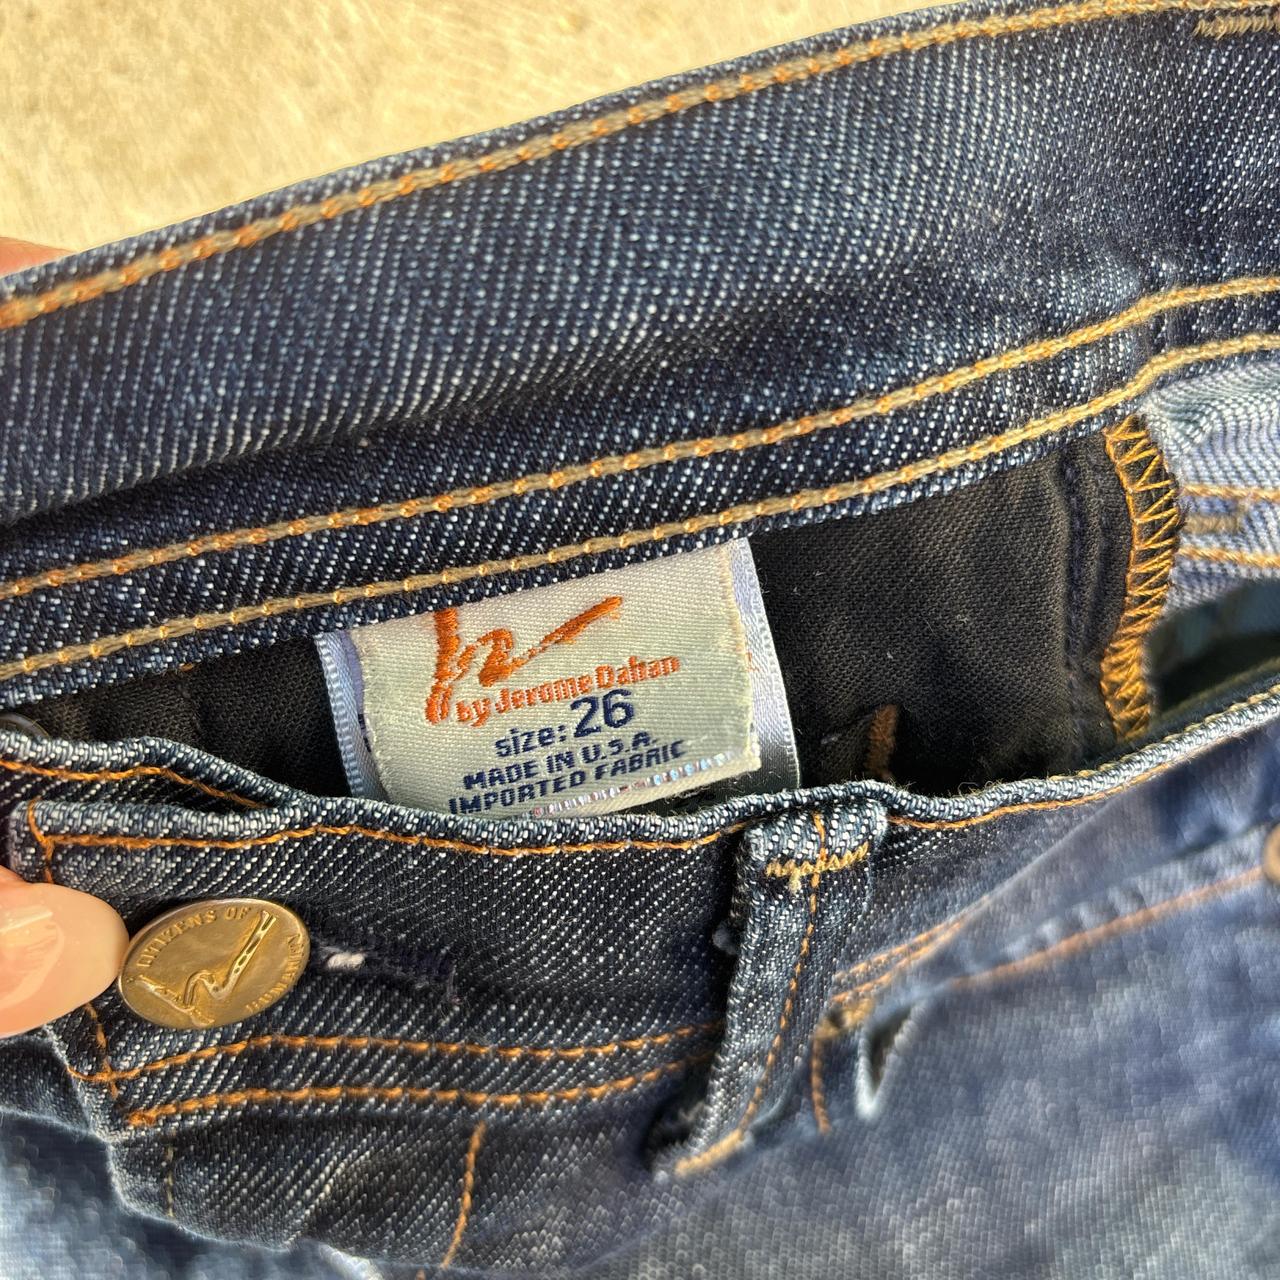 by Jerome Dahan
size: 26
MADE IN U.S.A.
IMPORTED FABRIC
CITIZENS OF HUMANITY